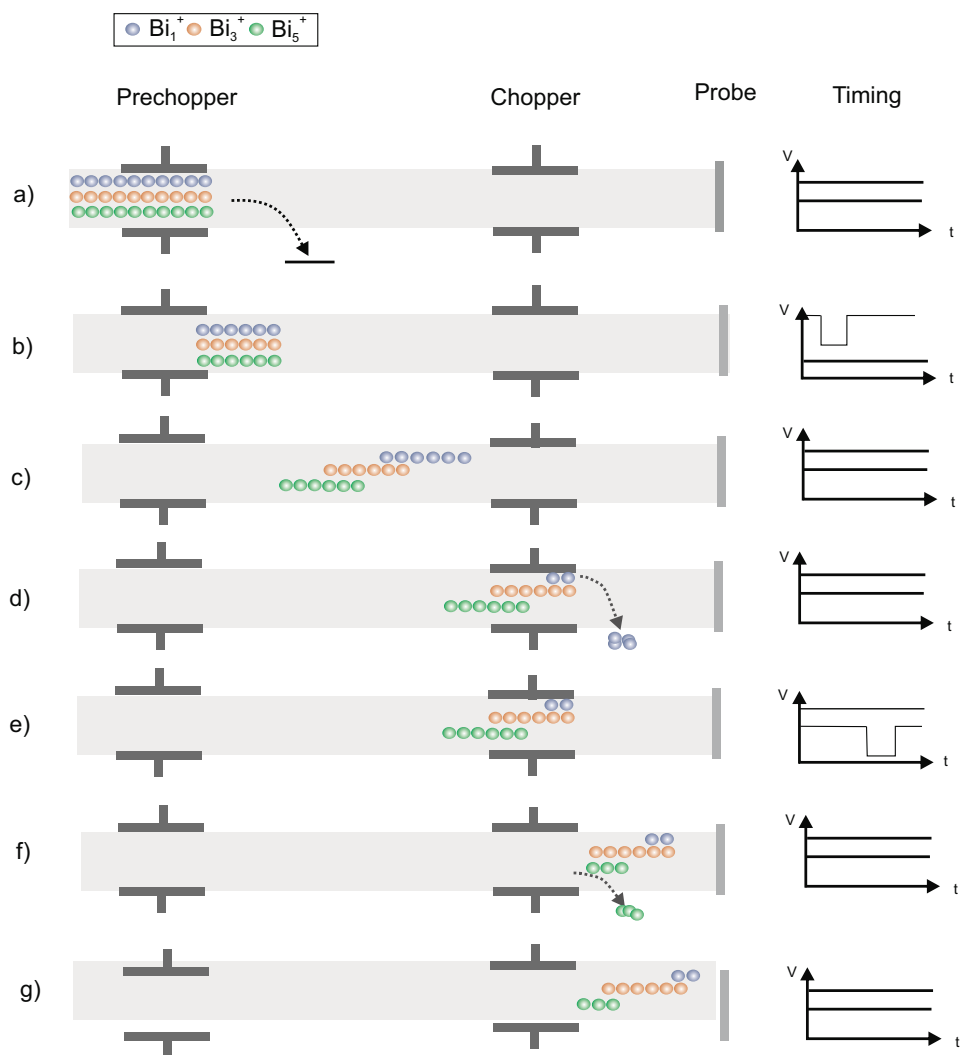 Bi₁⁺ Bi₃⁺ Bi₅⁺
Prechopper Chopper Probe Timing
a) V t
b) V t
c) V t
d) V t
e) V t
f) V t
g) V t